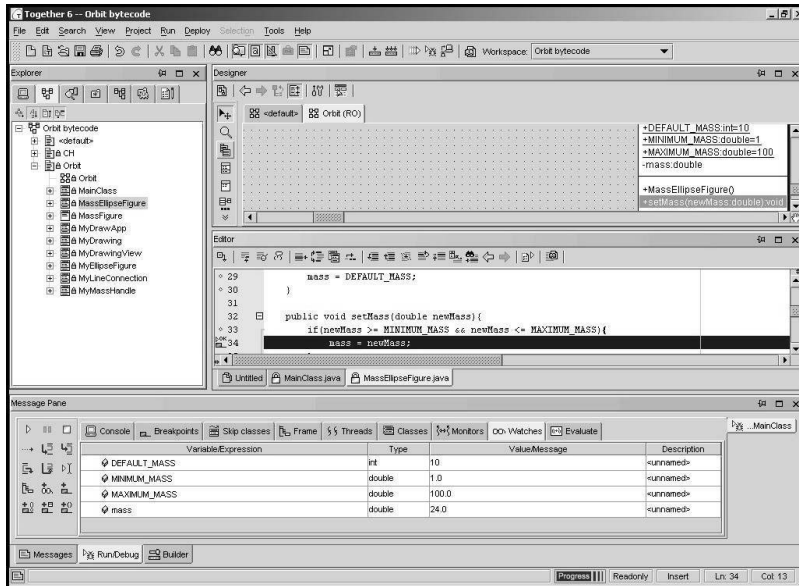 Together 6 -- Orbit bytecode
File Edit Search View Project Run Deploy Selection Tools Help
Workspace: Orbit bytecode
Explorer
Designer
<default> Orbit (RO)
Orbit bytecode
<default>
CH
Orbit
Orbit
MainClass
MassEllipseFigure
MassFigure
MyDrawApp
MyDrawing
MyDrawingView
MyEllipseFigure
MyLineConnection
MyMassHandle
+DEFAULT_MASS:int=10
+MINIMUM_MASS:double=1
+MAXIMUM_MASS:double=100
-mass:double
+MassEllipseFigure()
+setMass(newMass:double):void
Editor
29 mass = DEFAULT_MASS;
30 }
31
32 public void setMass(double newMass){
33 if(newMass >= MINIMUM_MASS && newMass <= MAXIMUM_MASS){
34 mass = newMass;
Untitled MainClass.java MassEllipseFigure.java
Message Pane
Console Breakpoints Skip classes Frame Threads Classes Monitors Watches Evaluate
...MainClass
Variable/Expression Type Value/Message Description
DEFAULT_MASS int 10 <unnamed>
MINIMUM_MASS double 1.0 <unnamed>
MAXIMUM_MASS double 100.0 <unnamed>
mass double 24.0 <unnamed>
Messages Run/Debug Builder
Progress Readonly Insert Ln: 34 Col: 13